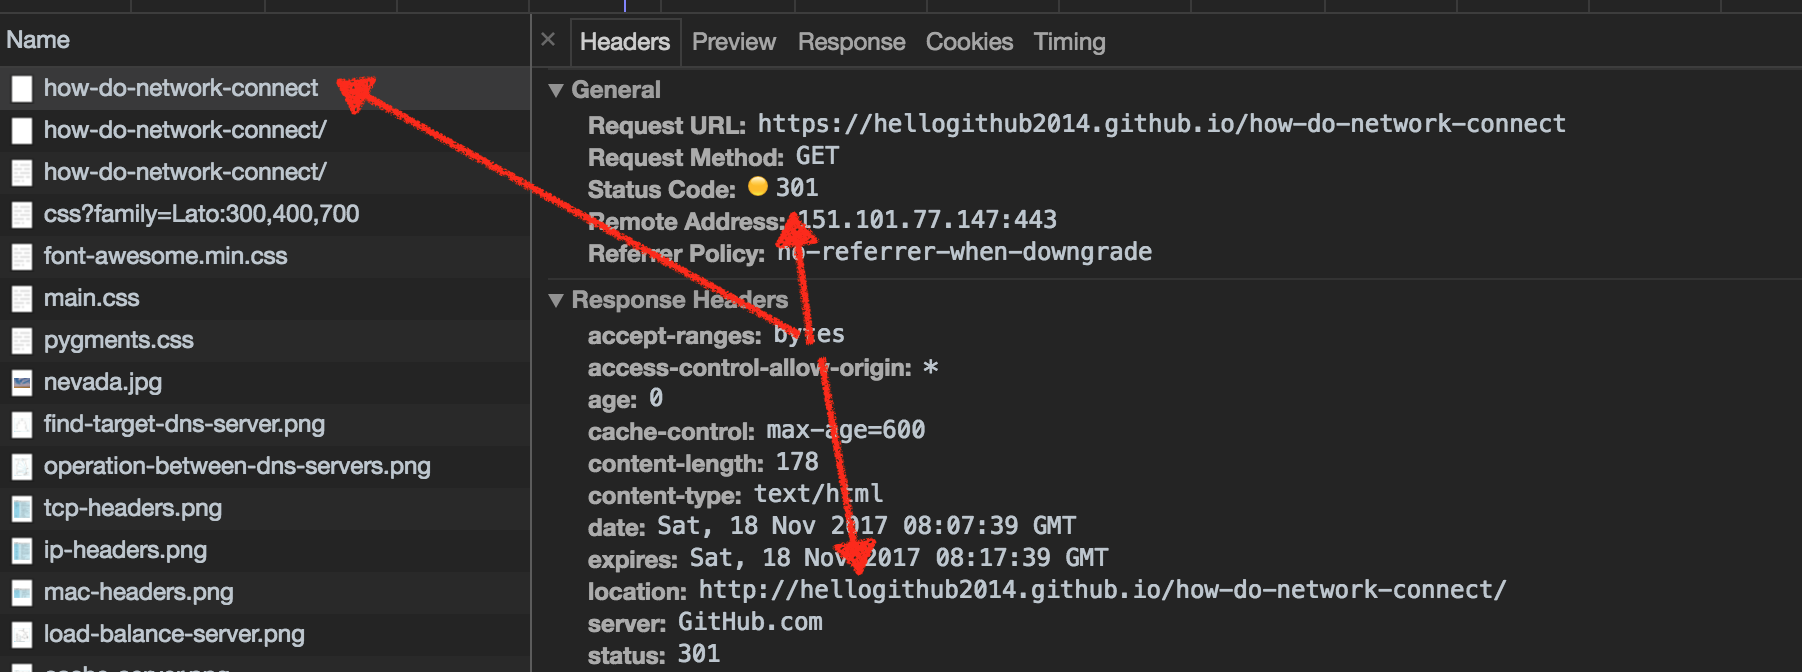 Name
how-do-network-connect
how-do-network-connect/
how-do-network-connect/
css?family=Lato:300,400,700
font-awesome.min.css
main.css
pygments.css
nevada.jpg
find-target-dns-server.png
operation-between-dns-servers.png
tcp-headers.png
ip-headers.png
mac-headers.png
load-balance-server.png
cache-server.png
× Headers Preview Response Cookies Timing
▼ General
Request URL: https://hellogithub2014.github.io/how-do-network-connect
Request Method: GET
Status Code: 301
Remote Address: 151.101.77.147:443
Referrer Policy: no-referrer-when-downgrade
▼ Response Headers
accept-ranges: bytes
access-control-allow-origin: *
age: 0
cache-control: max-age=600
content-length: 178
content-type: text/html
date: Sat, 18 Nov 2017 08:07:39 GMT
expires: Sat, 18 Nov 2017 08:17:39 GMT
location: http://hellogithub2014.github.io/how-do-network-connect/
server: GitHub.com
status: 301